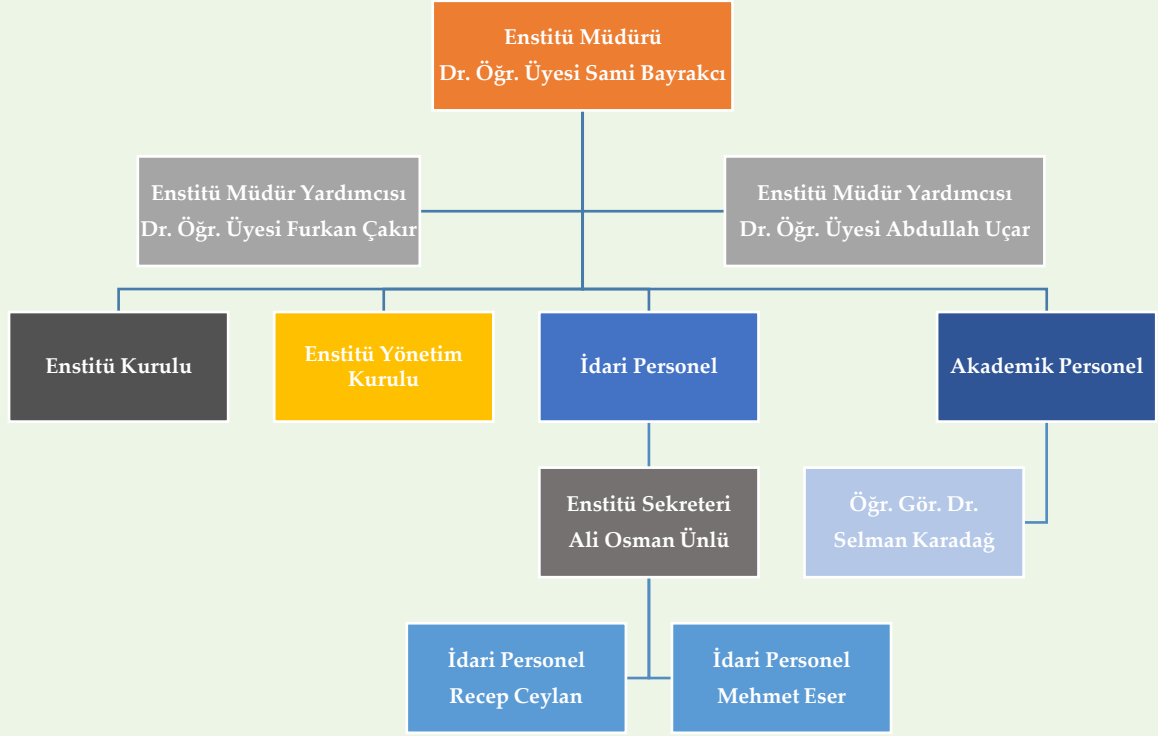 Enstitü Müdürü
Dr. Öğr. Üyesi Sami Bayrakcı
Enstitü Müdür Yardımcısı
Dr. Öğr. Üyesi Furkan Çakır
Enstitü Müdür Yardımcısı
Dr. Öğr. Üyesi Abdullah Uçar
Enstitü Kurulu
Enstitü Yönetim
Kurulu
İdari Personel
Akademik Personel
Enstitü Sekreteri
Ali Osman Ünlü
Öğr. Gör. Dr.
Selman Karadağ
İdari Personel
Recep Ceylan
İdari Personel
Mehmet Eser